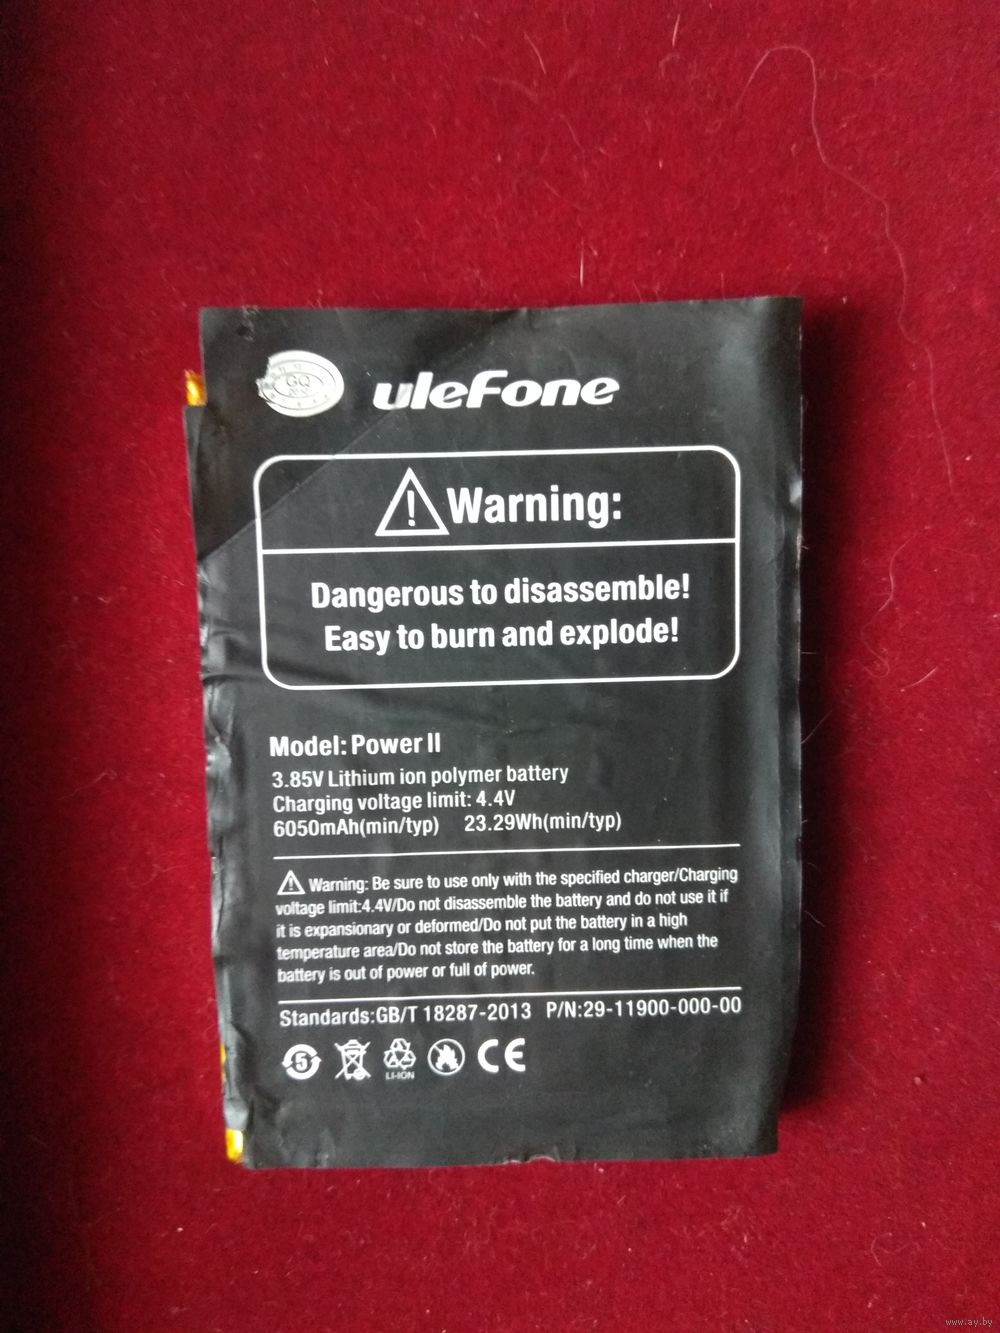 GQ
uleFone
Warning:
Dangerous to disassemble!
Easy to burn and explode!
Model: Power II
3.85V Lithium ion polymer battery
Charging voltage limit: 4.4V
6050mAh(min/typ) 23.29Wh(min/typ)
Warning: Be sure to use only with the specified charger/Charging
voltage limit:4.4V/Do not disassemble the battery and do not use it if
it is expansionary or deformed/Do not put the battery in a high
temperature area/Do not store the battery for a long time when the
battery is out of power or full of power.
Standards:GB/T 18287-2013 P/N:29-11900-000-00
5
LI-ION
CE
www.ay.by